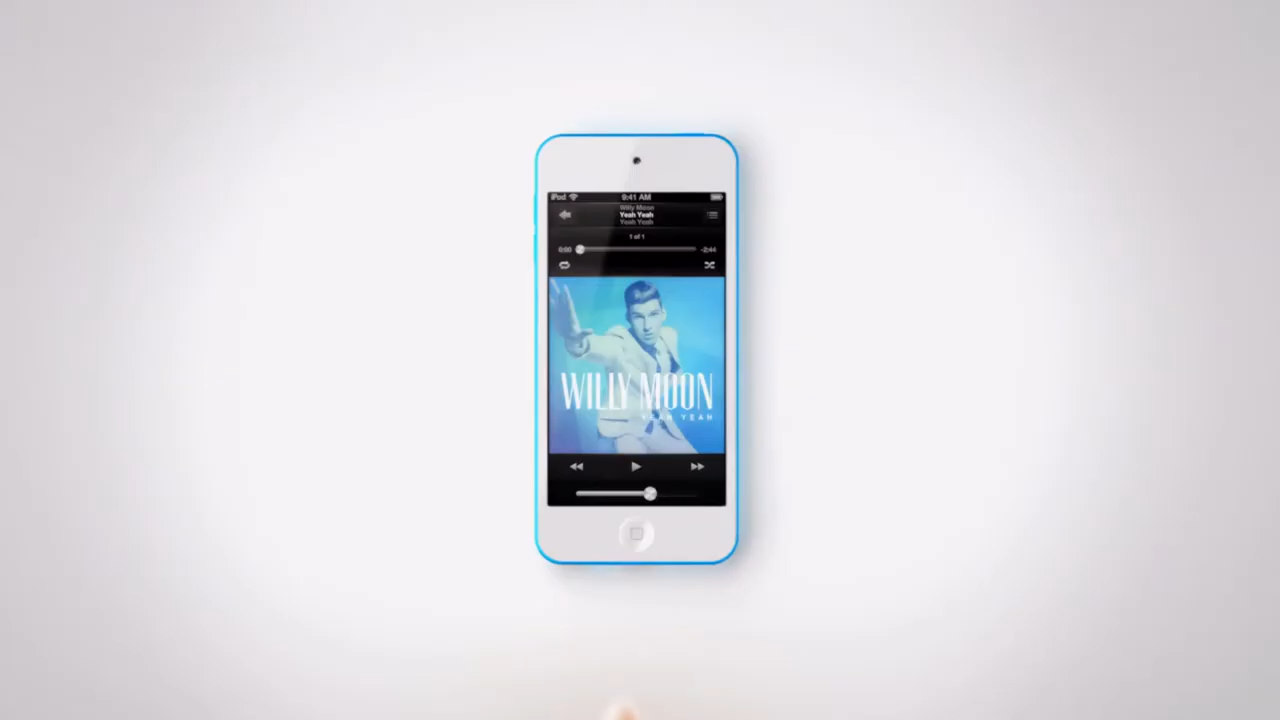 iPod 9:41 AM
Willy Moon
Yeah Yeah
Yeah Yeah
1 of 1
0:00 -2:44
WILLY MOON
YEAH YEAH